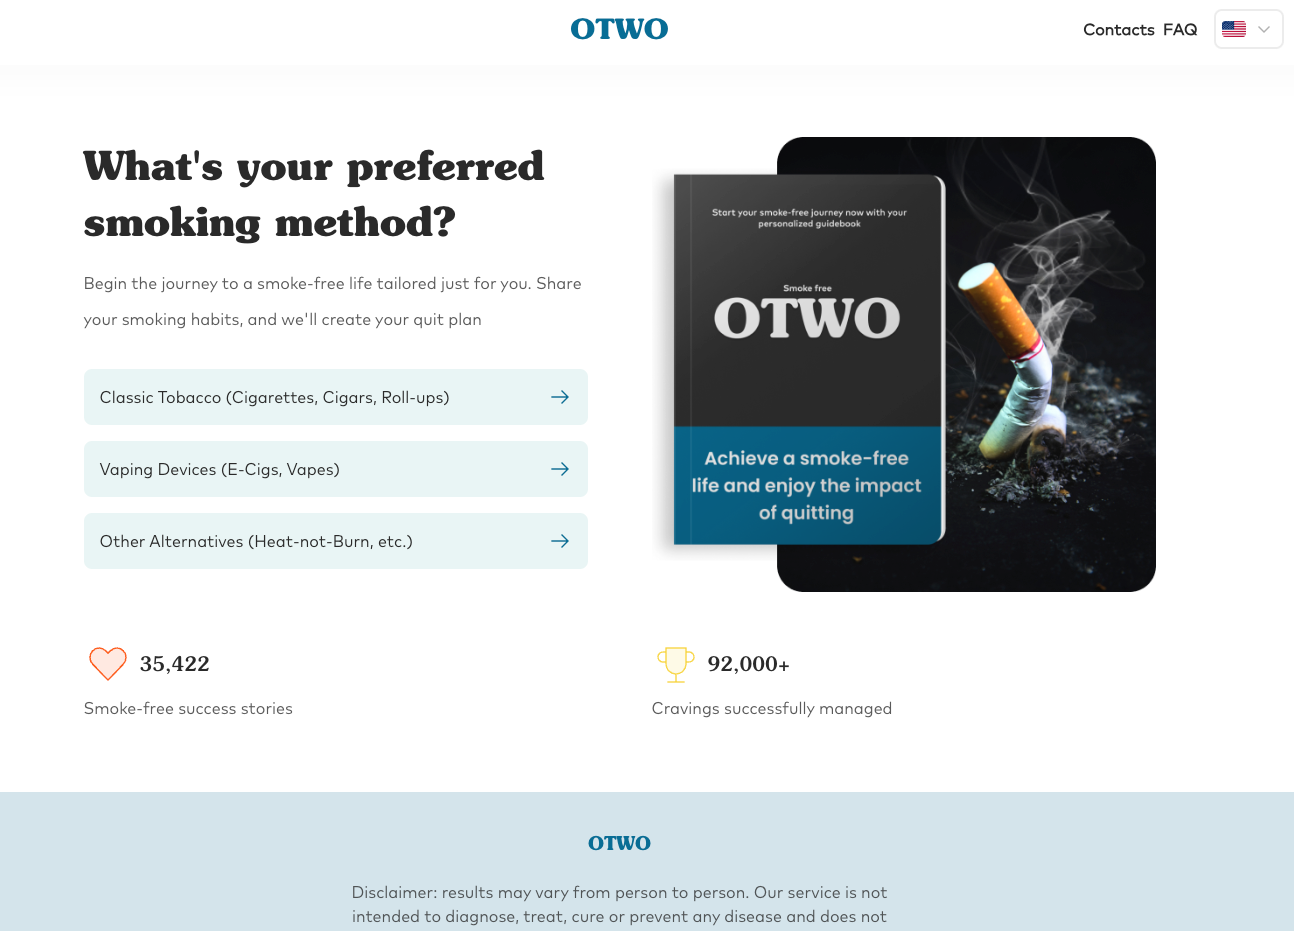 OTWO
Contacts FAQ
What's your preferred
smoking method?
Begin the journey to a smoke-free life tailored just for you. Share
your smoking habits, and we'll create your quit plan
Classic Tobacco (Cigarettes, Cigars, Roll-ups)
Vaping Devices (E-Cigs, Vapes)
Other Alternatives (Heat-not-Burn, etc.)
Start your smoke-free journey now with your
personalized guidebook
Smoke free
OTWO
Achieve a smoke-free
life and enjoy the impact
of quitting
35,422
Smoke-free success stories
92,000+
Cravings successfully managed
OTWO
Disclaimer: results may vary from person to person. Our service is not
intended to diagnose, treat, cure or prevent any disease and does not